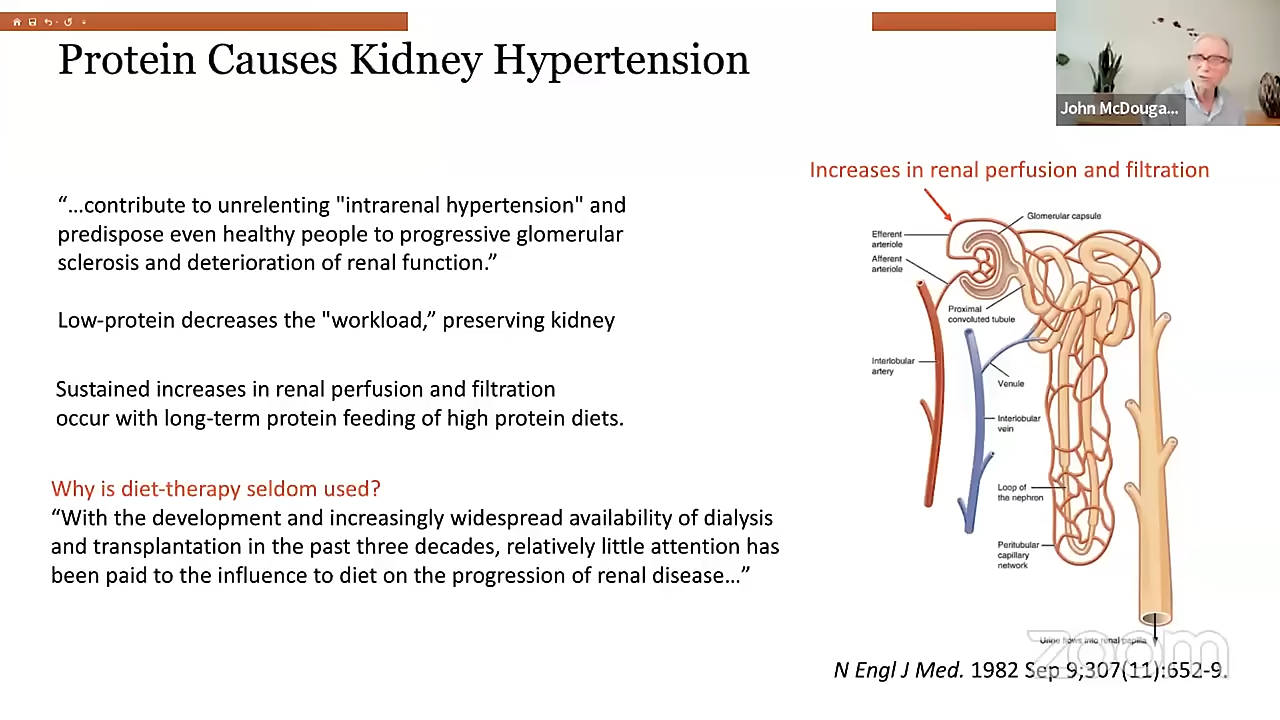 Protein Causes Kidney Hypertension
John McDouga...
Increases in renal perfusion and filtration
“…contribute to unrelenting "intrarenal hypertension" and
predispose even healthy people to progressive glomerular
sclerosis and deterioration of renal function.”
Low-protein decreases the "workload,” preserving kidney
Sustained increases in renal perfusion and filtration
occur with long-term protein feeding of high protein diets.
Why is diet-therapy seldom used?
“With the development and increasingly widespread availability of dialysis
and transplantation in the past three decades, relatively little attention has
been paid to the influence to diet on the progression of renal disease…”
Glomerular capsule
Efferent
arteriole
Afferent
arteriole
Proximal
convoluted tubule
Interlobular
artery
Venule
Interlobular
vein
Loop of
the nephron
Peritubular
capillary
network
Urine flows into renal papilla
zoom
N Engl J Med. 1982 Sep 9;307(11):652-9.